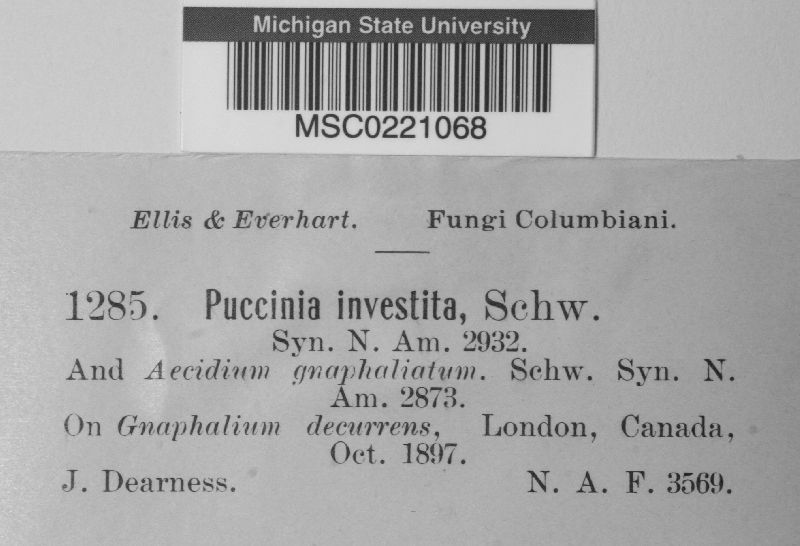 Michigan State University
MSC0221068
Ellis & Everhart. Fungi Columbiani.
1285. Puccinia investita, Schw.
Syn. N. Am. 2932.
And Aecidium gnaphaliatum. Schw. Syn. N.
Am. 2873.
On Gnaphalium decurrens, London, Canada,
Oct. 1897.
J. Dearness. N. A. F. 3569.